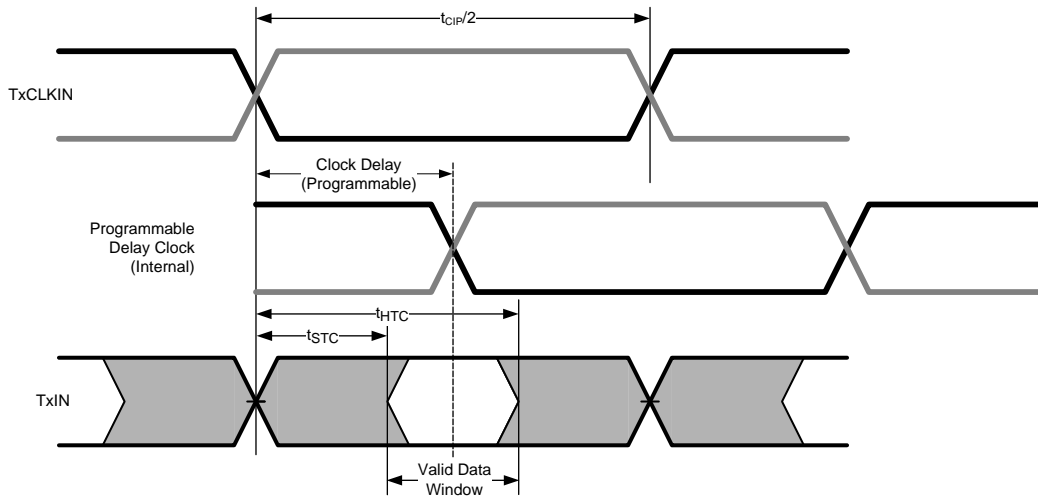 tCIP/2
TxCLKIN
Clock Delay
(Programmable)
Programmable
Delay Clock
(Internal)
tHTC
tSTC
TxIN
Valid Data
Window